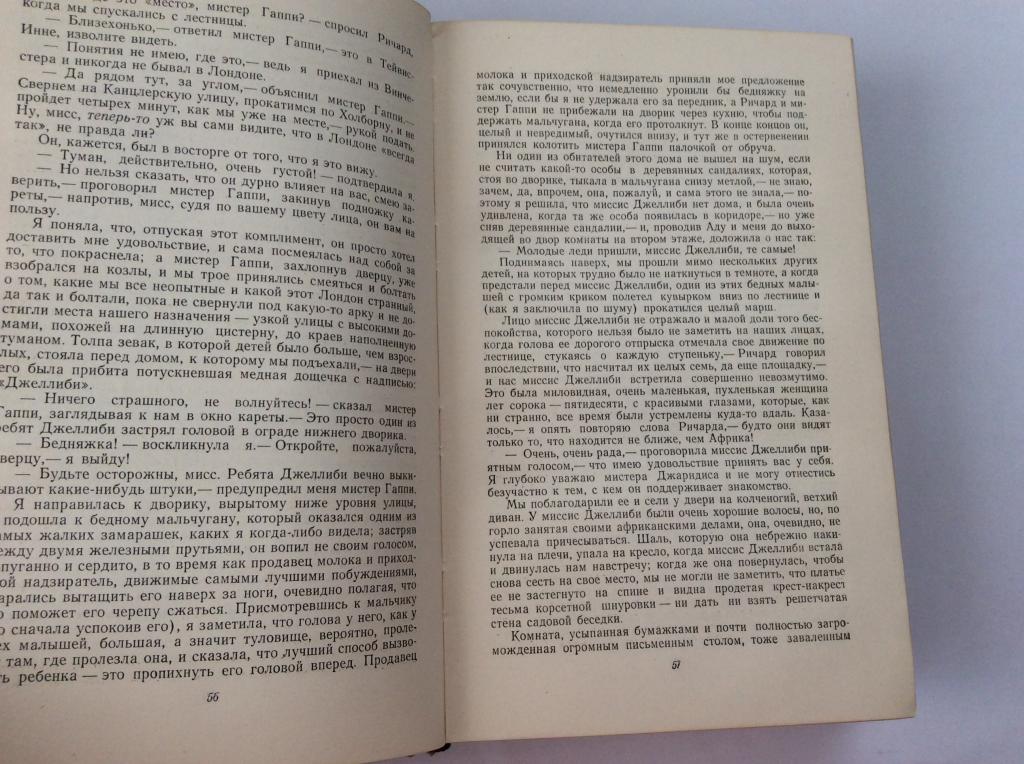 это «место», мистер Гаппи? — спросил Ричард,
когда мы спускались с лестницы.
— Близехонько,— ответил мистер Гаппи,— это в Тейвис-
Инне, изволите видеть.
— Понятия не имею, где это,— ведь я приехал из Винче-
стера и никогда не бывал в Лондоне.
— Да рядом тут, за углом,— объяснил мистер Гаппи.—
Свернем на Канцлерскую улицу, прокатимся по Холборну, и не
пройдет четырех минут, как мы уже на месте,— рукой подать.
Ну, мисс, теперь-то уж вы сами видите, что в Лондоне «всегда
так», не правда ли?
Он, кажется, был в восторге от того, что я это вижу.
— Туман, действительно, очень густой! — подтвердила я.
— Но нельзя сказать, что он дурно влияет на вас, смею за-
верить,— проговорил мистер Гаппи, закинув подножку ка-
реты,— напротив, мисс, судя по вашему цвету лица, он вам на
пользу.
Я поняла, что, отпуская этот комплимент, он просто хотел
доставить мне удовольствие, и сама посмеялась над собой за
то, что покраснела; а мистер Гаппи, захлопнув дверцу, уже
взобрался на козлы, и мы трое принялись смеяться и болтать
о том, какие мы все неопытные и какой этот Лондон странный,
да так и болтали, пока не свернули под какую-то арку и не до-
стигли места нашего назначения — узкой улицы с высокими до-
мами, похожей на длинную цистерну, до краев наполненную
туманом. Толпа зевак, в которой детей было больше, чем взрос-
лых, стояла перед домом, к которому мы подъехали,— на двери
его была прибита потускневшая медная дощечка с надписью:
«Джеллиби».
— Ничего страшного, не волнуйтесь! — сказал мистер
Гаппи, заглядывая к нам в окно кареты.— Это просто один из
ребят Джеллиби застрял головой в ограде нижнего дворика.
— Бедняжка! — воскликнула я.— Откройте, пожалуйста,
дверцу,— я выйду!
— Будьте осторожны, мисс. Ребята Джеллиби вечно выки-
дывают какие-нибудь штуки,— предупредил меня мистер Гаппи.
Я направилась к дворику, вырытому ниже уровня улицы,
подошла к бедному мальчугану, который оказался одним из
самых жалких замарашек, каких я когда-либо видела; застряв
между двумя железными прутьями, он вопил не своим голосом,
испуганно и сердито, в то время как продавец молока и приход-
ской надзиратель, движимые самыми лучшими побуждениями,
старались вытащить его наверх за ноги, очевидно полагая, что
это поможет его черепу сжаться. Присмотревшись к мальчику
(но сначала успокоив его), я заметила, что голова у него, как у
всех малышей, большая, а значит туловище, вероятно, проле-
зет там, где пролезла она, и сказала, что лучший способ вызво-
лить ребенка — это пропихнуть его головой вперед. Продавец
56
молока и приходской надзиратель приняли мое предложение
так сочувственно, что немедленно уронили бы бедняжку на
землю, если бы я не удержала его за передник, а Ричард и ми-
стер Гаппи не прибежали на дворик через кухню, чтобы под-
держать мальчугана, когда его протолкнут. В конце концов он,
целый и невредимый, очутился внизу, и тут же в остервенении
принялся колотить мистера Гаппи палочкой от обруча.
Ни один из обитателей этого дома не вышел на шум, если
не считать какой-то особы в деревянных сандалиях, которая,
стоя во дворике, тыкала в мальчугана снизу метлой,— не знаю,
зачем, да, впрочем, она, пожалуй, и сама этого не знала,— по-
этому я решила, что миссис Джеллиби нет дома, и была очень
удивлена, когда та же особа появилась в коридоре,— но уже
сняв деревянные сандалии,— и, проводив Аду и меня до выхо-
дящей во двор комнаты на втором этаже, доложила о нас так:
— Молодые леди пришли, миссис Джеллиби, те самые!
Поднимаясь наверх, мы прошли мимо нескольких других
детей, на которых трудно было не наткнуться в темноте, а когда
предстали перед миссис Джеллиби, один из этих бедных малы-
шей с громким криком полетел кувырком вниз по лестнице и
(как я заключила по шуму) прокатился целый марш.
Лицо миссис Джеллиби не отражало и малой доли того бес-
покойства, которого нельзя было не заметить на наших лицах,
когда голова ее дорогого отпрыска отмечала свое движение по
лестнице, стукаясь о каждую ступеньку,— Ричард говорил
впоследствии, что насчитал их целых семь, да еще площадку,—
и нас миссис Джеллиби встретила совершенно невозмутимо.
Это была миловидная, очень маленькая, пухленькая женщина
лет сорока — пятидесяти, с красивыми глазами, которые, как
ни странно, все время были устремлены куда-то вдаль. Каза-
лось,— я опять повторяю слова Ричарда,— будто они видят
только то, что находится не ближе, чем Африка!
— Очень, очень рада,— проговорила миссис Джеллиби при-
ятным голосом,— что имею удовольствие принять вас у себя.
Я глубоко уважаю мистера Джарндиса и не могу отнестись
безучастно к тем, с кем он поддерживает знакомство.
Мы поблагодарили ее и сели у двери на колченогий, ветхий
диван. У миссис Джеллиби были очень хорошие волосы, но, по
горло занятая своими африканскими делами, она, очевидно, не
успевала причесываться. Шаль, которую она небрежно наки-
нула на плечи, упала на кресло, когда миссис Джеллиби встала
и двинулась нам навстречу; когда же она повернулась, чтобы
снова сесть на свое место, мы не могли не заметить, что платье
ее не застегнуто на спине и видна продетая крест-накрест
тесьма корсетной шнуровки — ни дать ни взять решетчатая
стена садовой беседки.
Комната, усыпанная бумажками и почти полностью загро-
можденная огромным письменным столом, тоже заваленным
57